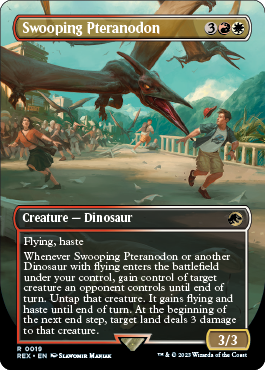 Swooping Pteranodon 3
Creature — Dinosaur
Flying, haste
Whenever Swooping Pteranodon or another
Dinosaur with flying enters the battlefield
under your control, gain control of target
creature an opponent controls until end of
turn. Untap that creature. It gains flying and
haste until end of turn. At the beginning of
the next end step, target land deals 3 damage
to that creature.
3/3
R 0019
REX • EN SLAWOMIR MANIAK
™ & © 2023 Wizards of the Coast